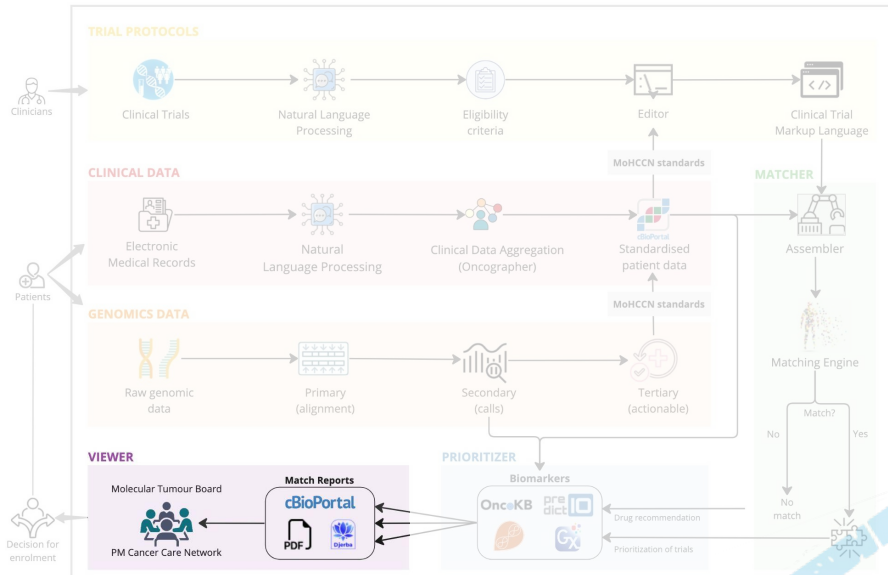 TRIAL PROTOCOLS
Clinicians
Clinical Trials
Natural Language
Processing
Eligibility
criteria
Editor
Clinical Trial
Markup Language
MoHCCN standards
CLINICAL DATA
MATCHER
Electronic
Medical Records
Natural
Language Processing
Clinical Data Aggregation
(Oncographer)
cBioPortal
Standardised
patient data
Assembler
Patients
MoHCCN standards
GENOMICS DATA
Raw genomic
data
Primary
(alignment)
Secondary
(calls)
Tertiary
(actionable)
Matching Engine
Match?
No
Yes
No
match
VIEWER
Molecular Tumour Board
PM Cancer Care Network
Match Reports
cBioPortal
PDF
Djerba
PRIORITIZER
Biomarkers
OncoKB
pre
dict IO
GX
Drug recommendation
Prioritization of trials
Decision for
enrolment